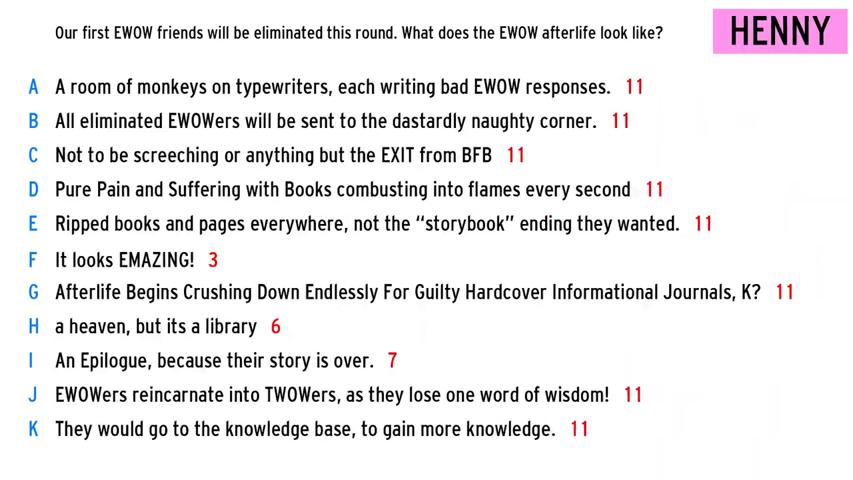 Our first EWOW friends will be eliminated this round. What does the EWOW afterlife look like?
HENNY
A A room of monkeys on typewriters, each writing bad EWOW responses. 11
B All eliminated EWOWers will be sent to the dastardly naughty corner. 11
C Not to be screeching or anything but the EXIT from BFB 11
D Pure Pain and Suffering with Books combusting into flames every second 11
E Ripped books and pages everywhere, not the “storybook” ending they wanted. 11
F It looks EMAZING! 3
G Afterlife Begins Crushing Down Endlessly For Guilty Hardcover Informational Journals, K? 11
H a heaven, but its a library 6
I An Epilogue, because their story is over. 7
J EWOWers reincarnate into TWOWers, as they lose one word of wisdom! 11
K They would go to the knowledge base, to gain more knowledge. 11